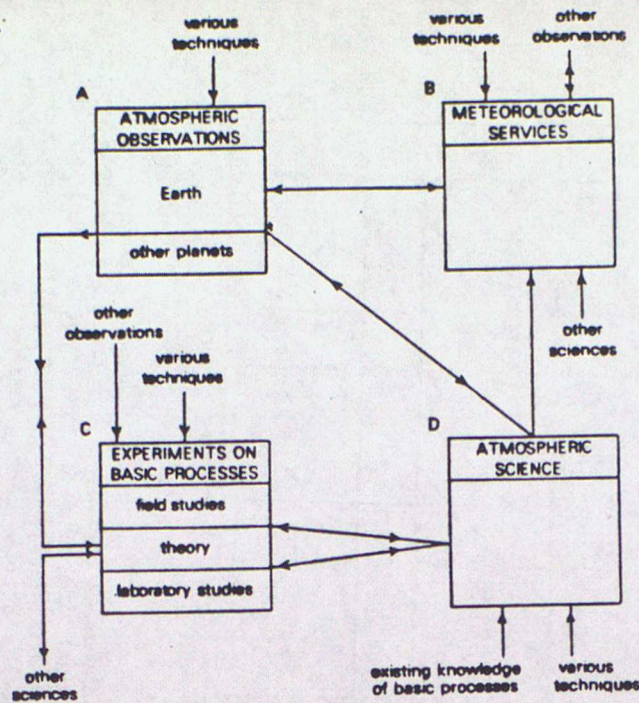 various
techniques
A
ATMOSPHERIC
OBSERVATIONS
Earth
other planets
various
techniques
other
observations
B
METEOROLOGICAL
SERVICES
other
sciences
other
observations
various
techniques
C
EXPERIMENTS ON
BASIC PROCESSES
field studies
theory
laboratory studies
other
sciences
D
ATMOSPHERIC
SCIENCE
existing knowledge
of basic processes
various
techniques